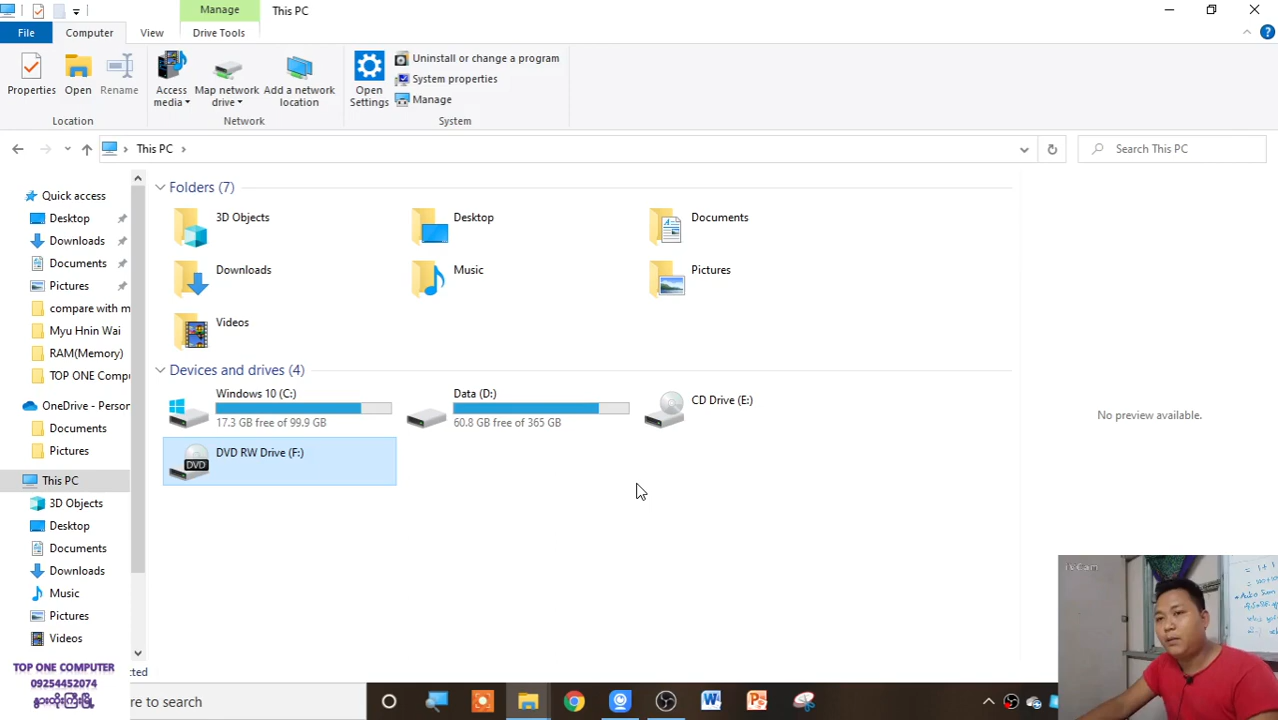 Manage
This PC
File
Computer
View
Drive Tools
Properties
Open
Rename
Access media
Map network drive
Add a network location
Open Settings
Uninstall or change a program
System properties
Manage
Location
Network
System
This PC
Search This PC
Quick access
Desktop
Downloads
Documents
Pictures
compare with m
Myu Hnin Wai
RAM(Memory)
TOP ONE Compu
OneDrive - Person
Documents
Pictures
This PC
3D Objects
Desktop
Documents
Downloads
Music
Pictures
Videos
Folders (7)
3D Objects
Desktop
Documents
Downloads
Music
Pictures
Videos
Devices and drives (4)
Windows 10 (C:)
17.3 GB free of 99.9 GB
Data (D:)
60.8 GB free of 365 GB
CD Drive (E:)
DVD
DVD RW Drive (F:)
No preview available.
iVCam
= 1 + 1
TOP ONE COMPUTER
09254452074
cted
re to search